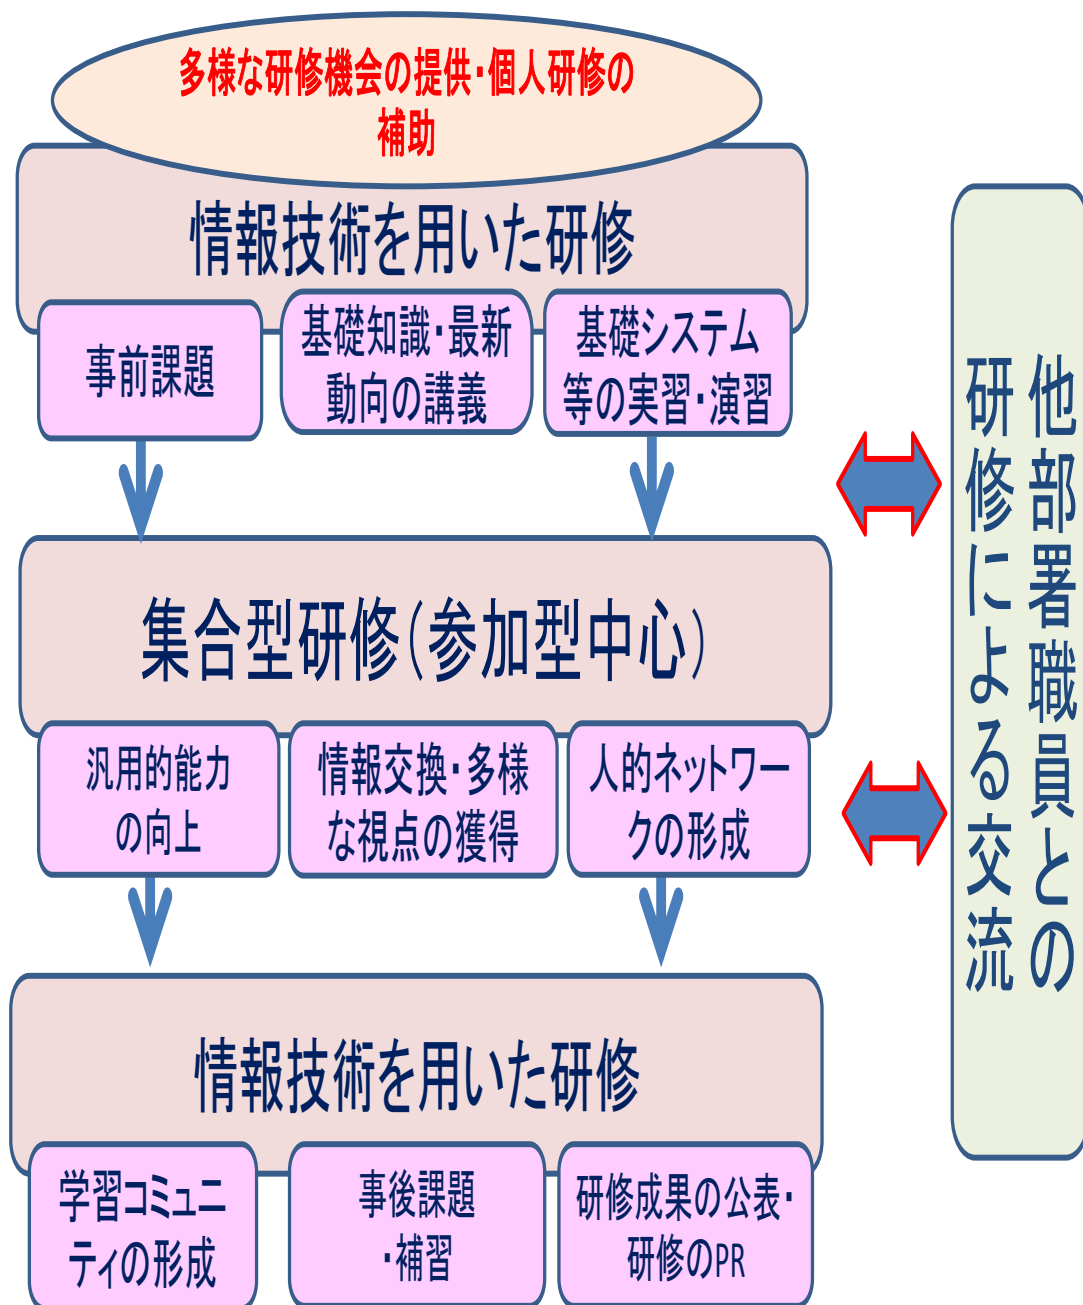 多様な研修機会の提供・個人研修の
補助
情報技術を用いた研修
事前課題
基礎知識・最新
動向の講義
基礎システム
等の実習・演習
集合型研修(参加型中心)
汎用的能力
の向上
情報交換・多様
な視点の獲得
人的ネットワー
クの形成
情報技術を用いた研修
学習コミュニ
ティの形成
事後課題
・補習
研修成果の公表・
研修のPR
他部署職員との
研修による交流